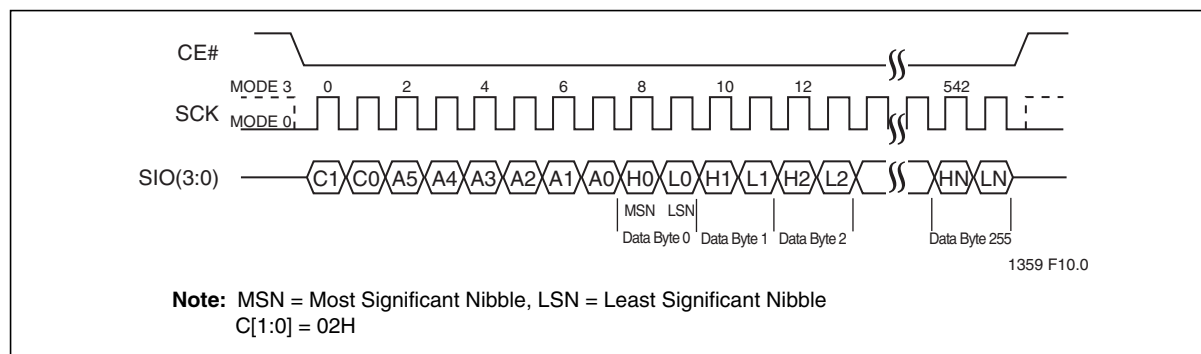 CE#
MODE 3 0 2 4 6 8 10 12 542
SCK
MODE 0
SIO(3:0) C1 C0 A5 A4 A3 A2 A1 A0 H0 L0 H1 L1 H2 L2 HN LN
MSN LSN
Data Byte 0 Data Byte 1 Data Byte 2 Data Byte 255
1359 F10.0
Note: MSN = Most Significant Nibble, LSN = Least Significant Nibble
C[1:0] = 02H